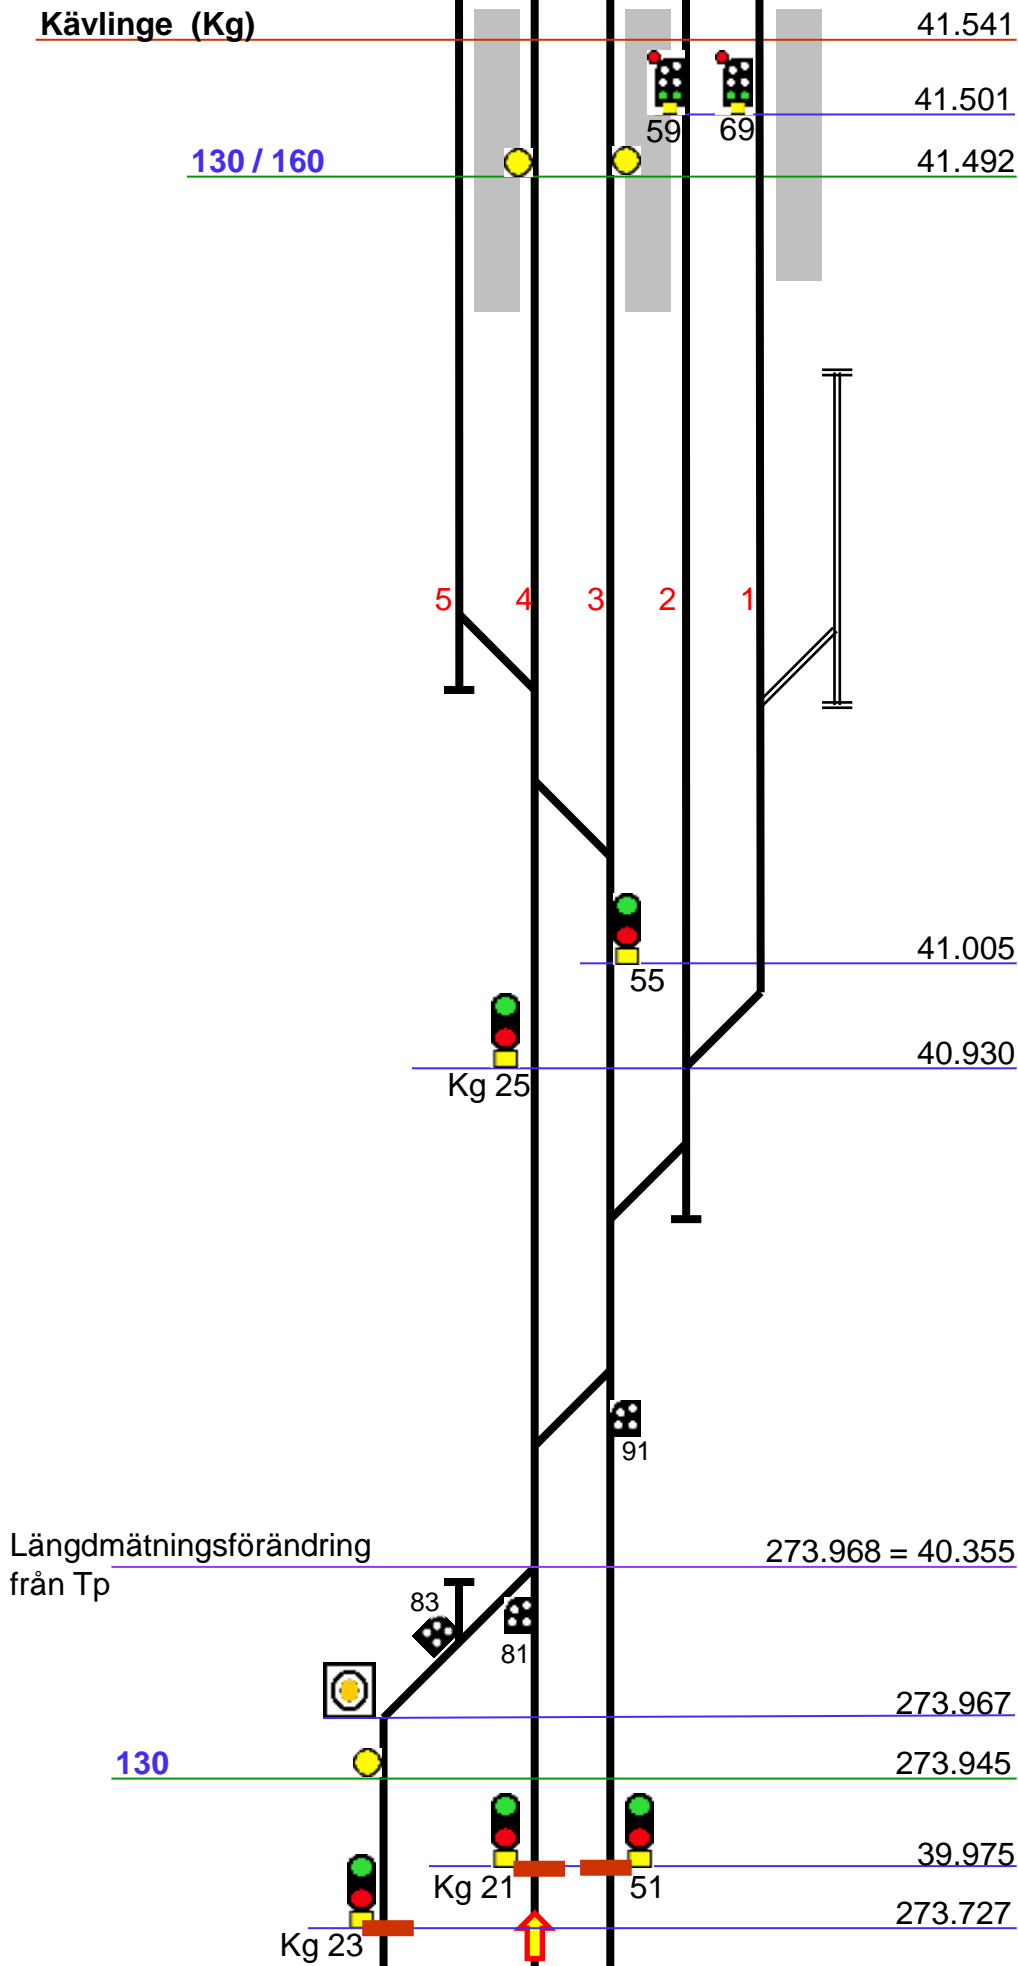 Kävlinge (Kg) 41.541
41.501
59 69
130 / 160 41.492
5 4 3 2 1
41.005
55
40.930
Kg 25
91
Längdmätningsförändring 273.968 = 40.355
från Tp
83
81
273.967
130 273.945
39.975
Kg 21 51
273.727
Kg 23